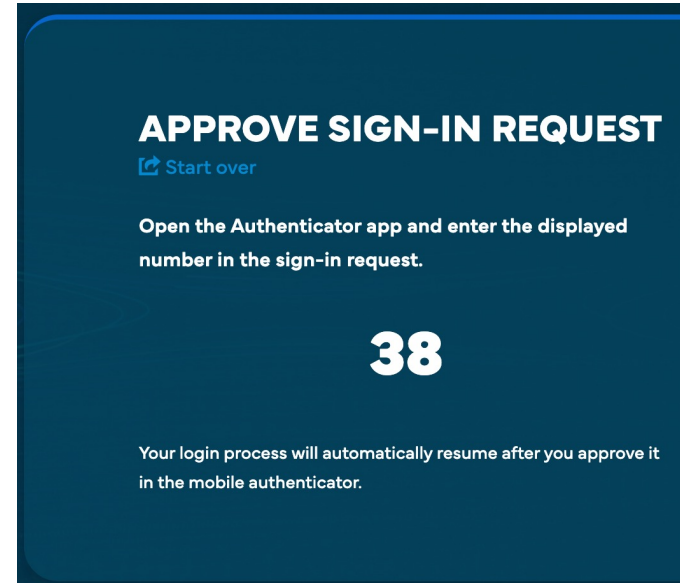 APPROVE SIGN-IN REQUEST
Start over
Open the Authenticator app and enter the displayed
number in the sign-in request.
38
Your login process will automatically resume after you approve it
in the mobile authenticator.